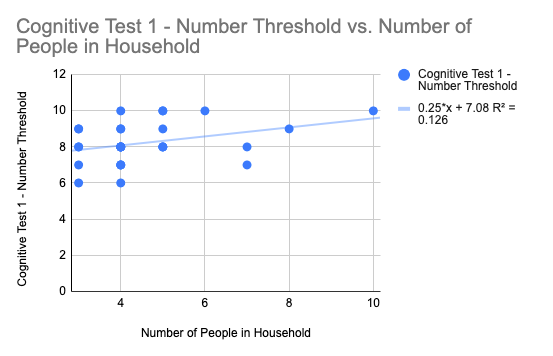 Cognitive Test 1 - Number Threshold vs. Number of
People in Household
Cognitive Test 1 -
Number Threshold
0.25*x + 7.08 R² =
0.126
Cognitive Test 1 - Number Threshold
12
10
8
6
4
2
0
4
6
8
10
Number of People in Household